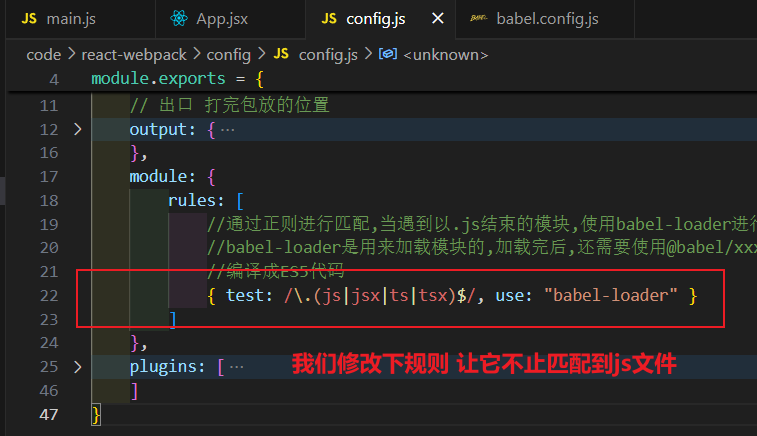 JS main.js App.jsx JS config.js × BABEL babel.config.js
code > react-webpack > config > JS config.js > <unknown>
4 module.exports = {
11 // 出口 打完包放的位置
12 > output: { ···
16 },
17 module: {
18 rules: [
19 //通过正则进行匹配,当遇到以.js结束的模块,使用babel-loader进行
20 //babel-loader是用来加载模块的,加载完后,还需要使用@babel/xxx
21 //编译成ES5代码
22 { test: /\.(js|jsx|ts|tsx)$/, use: "babel-loader" }
23 ]
24 },
25 > plugins: [ ···
46 ]
47 }
我们修改下规则 让它不止匹配到js文件